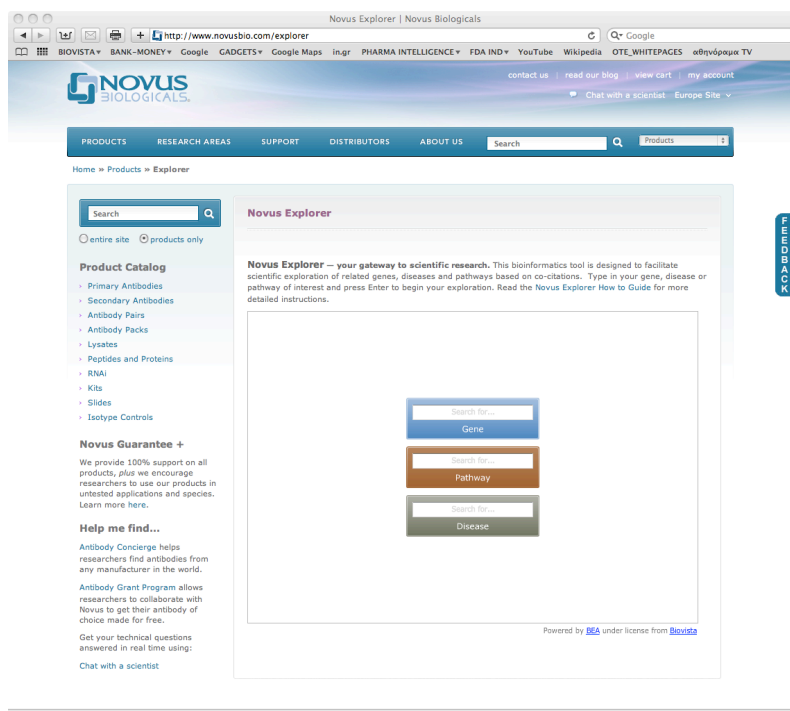 Novus Explorer | Novus Biologicals
http://www.novusbio.com/explorer
Google
BIOVISTA BANK-MONEY Google GADGETS Google Maps in.gr PHARMA INTELLIGENCE FDA IND YouTube Wikipedia OTE_WHITEPAGES αθηνόραμα TV
NOVUS
BIOLOGICALS
contact us | read our blog | view cart | my account
Chat with a scientist Europe Site
PRODUCTS RESEARCH AREAS SUPPORT DISTRIBUTORS ABOUT US Search Products
Home » Products » Explorer
Search
entire site products only
Product Catalog
Primary Antibodies
Secondary Antibodies
Antibody Pairs
Antibody Packs
Lysates
Peptides and Proteins
RNAi
Kits
Slides
Isotype Controls
Novus Guarantee +
We provide 100% support on all
products, plus we encourage
researchers to use our products in
untested applications and species.
Learn more here.
Help me find...
Antibody Concierge helps
researchers find antibodies from
any manufacturer in the world.
Antibody Grant Program allows
researchers to collaborate with
Novus to get their antibody of
choice made for free.
Get your technical questions
answered in real time using:
Chat with a scientist
Novus Explorer
Novus Explorer — your gateway to scientific research. This bioinformatics tool is designed to facilitate
scientific exploration of related genes, diseases and pathways based on co-citations. Type in your gene, disease or
pathway of interest and press Enter to begin your exploration. Read the Novus Explorer How to Guide for more
detailed instructions.
Search for...
Gene
Search for...
Pathway
Search for...
Disease
Powered by BEA under license from Biovista
FEEDBACK